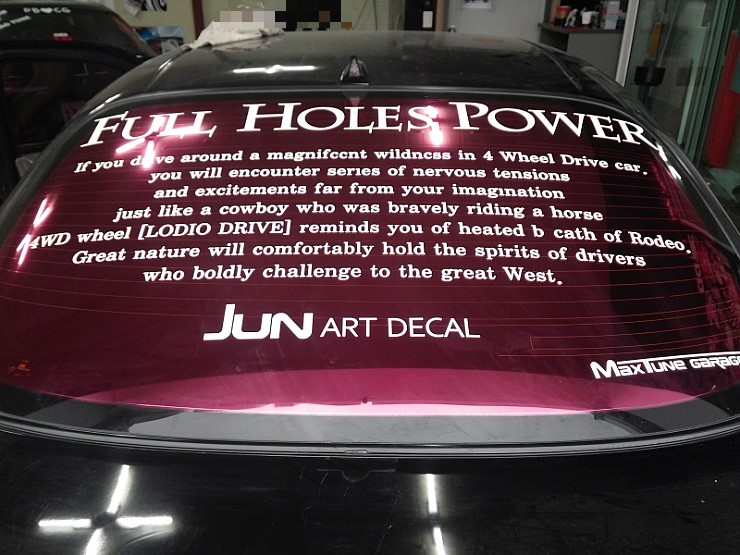 FULL HOLES POWER
If you drive around a magnifccnt wildncss in 4 Wheel Drive car.
you will encounter series of nervous tensions
and excitements far from your imagination
just like a cowboy who was bravely riding a horse
4WD wheel [LODIO DRIVE] reminds you of heated b cath of Rodeo.
Great nature will comfortably hold the spirits of drivers
who boldly challenge to the great West.
JUN ART DECAL
MAXTUNE GARAGE